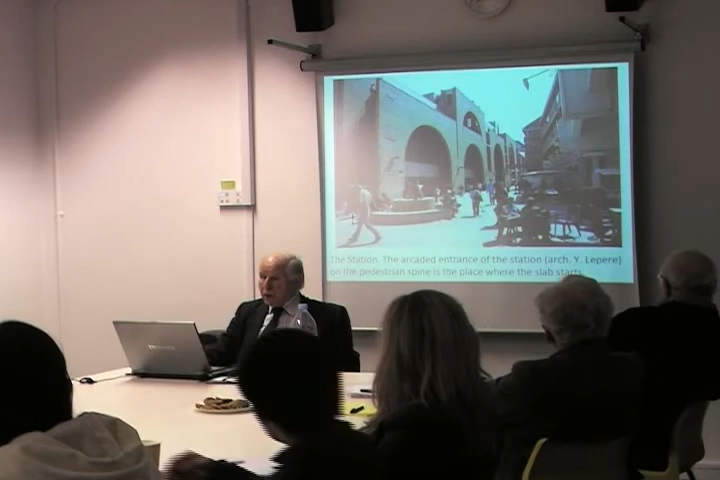 The Station. The arcaded entrance of the station (arch. Y. Lepere)
on the pedestrian spine is the place where the slab starts